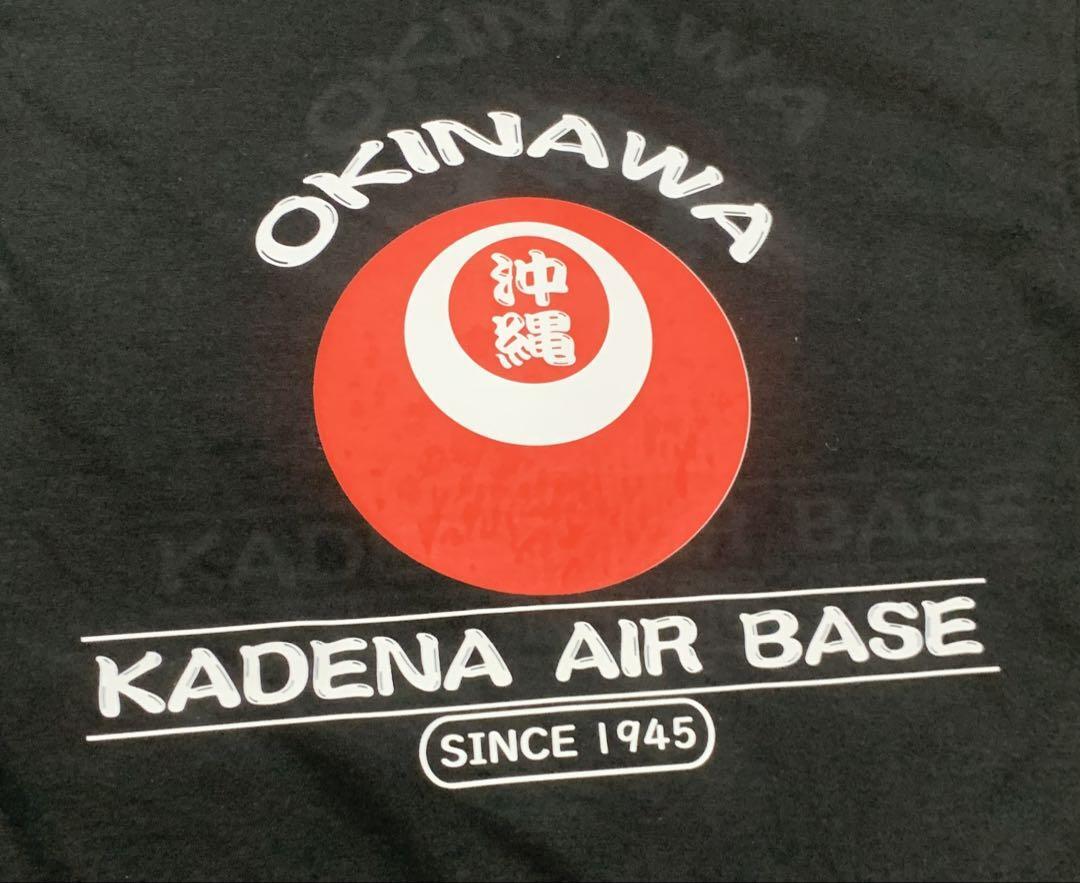 OKINAWA
沖
縄
KADENA AIR BASE
SINCE 1945